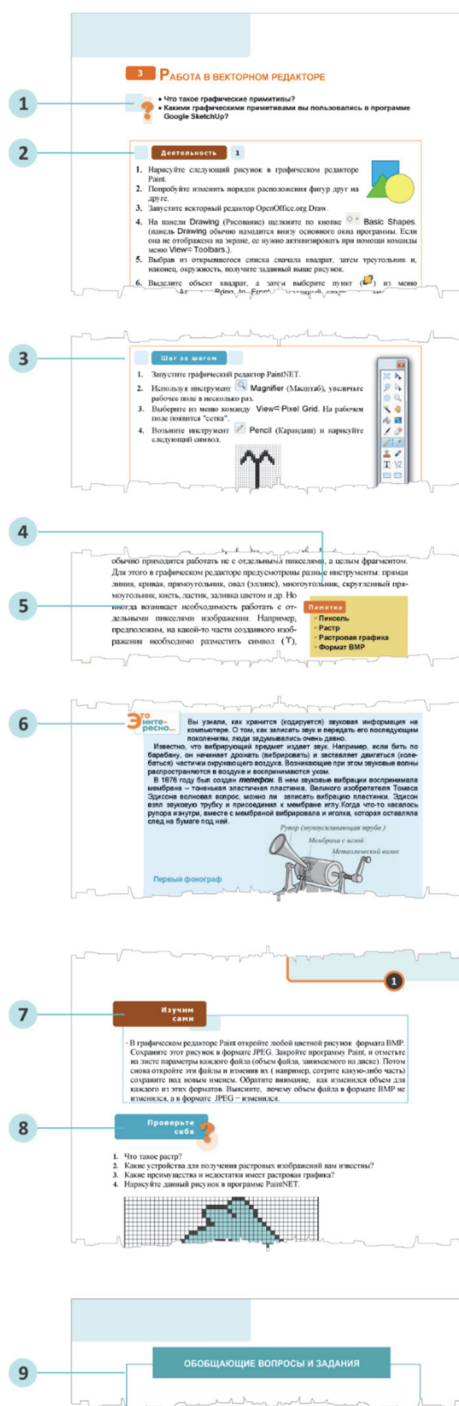 3 РАБОТА В ВЕКТОРНОМ РЕДАКТОРЕ
1
• Что такое графические примитивы?
• Какими графическими примитивами вы пользовались в программе
Google SketchUp?
2
Деятельность 1
1. Нарисуйте следующий рисунок в графическом редакторе
Paint.
2. Попробуйте изменить порядок расположения фигур друг на
друге.
3. Запустите векторный редактор OpenOffice.org Draw.
4. На панели Drawing (Рисование) щелкните по кнопке Basic Shapes.
(панель Drawing обычно находится внизу основного окна программы. Если
она не отображена на экране, ее нужно активизировать при помощи команды
меню View Toolbars.).
5. Выбрав из открывшегося списка сначала квадрат, затем треугольник и,
наконец, окружность, получите заданный выше рисунок.
6. Выделите объект квадрат, а затем выберите пункт ( ) из меню
3
Шаг за шагом
1. Запустите графический редактор PaintNET.
2. Используя инструмент Magnifier (Масштаб), увеличьте
рабочее поле в несколько раз.
3. Выберите из меню команду View Pixel Grid. На рабочем
поле появится "сетка".
4. Возьмите инструмент Pencil (Карандаш) и нарисуйте
следующий символ.
4
обычно приходится работать не с отдельными пикселями, а целым фрагментом.
Для этого в графическом редакторе предусмотрены разные инструменты: прямая
линия, кривая, прямоугольник, овал (эллипс), многоугольник, скругленный пря-
моугольник, кисть, ластик, заливка цветом и др. Но
5
иногда возникает необходимость работать с от-
дельными пикселями изображения. Например,
предположим, на какой-то части созданного изоб-
ражения необходимо разместить символ (♈),
Памятка
• Пиксель
• Растр
• Растровая графика
• Формат BMP
6
Это
инте-
ресно...
Вы узнали, как хранится (кодируется) звуковая информация на
компьютере. О том, как записать звук и передать его последующим
поколениям, люди задумывались очень давно.
Известно, что вибрирующий предмет издает звук. Например, если бить по
барабану, он начинает дрожать (вибрировать) и заставляет двигаться (коле-
баться) частички окружающего воздуха. Возникающие при этом звуковые волны
распространяются в воздухе и воспринимаются ухом.
В 1876 году был создан телефон. В нем звуковые вибрации воспринимала
мембрана – тоненькая эластичная пластинка. Великого изобретателя Томаса
Эдисона волновал вопрос, можно ли записать вибрацию пластинки. Эдисон
взял звуковую трубку и присоединил к мембране иглу. Когда что-то касалось
рупора изнутри, вместе с мембраной вибрировала и иголка, которая оставляла
след на бумаге под ней.
Рупор (звукоусиливающая труба)
Мембрана с иглой
Металлический валик
Первый фонограф
1
7
Изучим
сами
• В графическом редакторе Paint откройте любой цветной рисунок формата BMP.
Сохраните этот рисунок в формате JPEG. Закройте программу Paint, и отметьте
на листе параметры каждого файла (объем файла, занимаемого на диске). Потом
снова откройте эти файлы и изменив их ( например, сотрите какую-либо часть)
сохраните под новым именем. Обратите внимание, как изменился объем для
каждого из этих форматов. Выясните, почему объем файла в формате BMP не
изменился, а в формате JPEG – изменился.
8
Проверьте
себя
1. Что такое растр?
2. Какие устройства для получения растровых изображений вам известны?
3. Какие преимущества и недостатки имеет растровая графика?
4. Нарисуйте данный рисунок в программе PaintNET.
9
ОБОБЩАЮЩИЕ ВОПРОСЫ И ЗАДАНИЯ